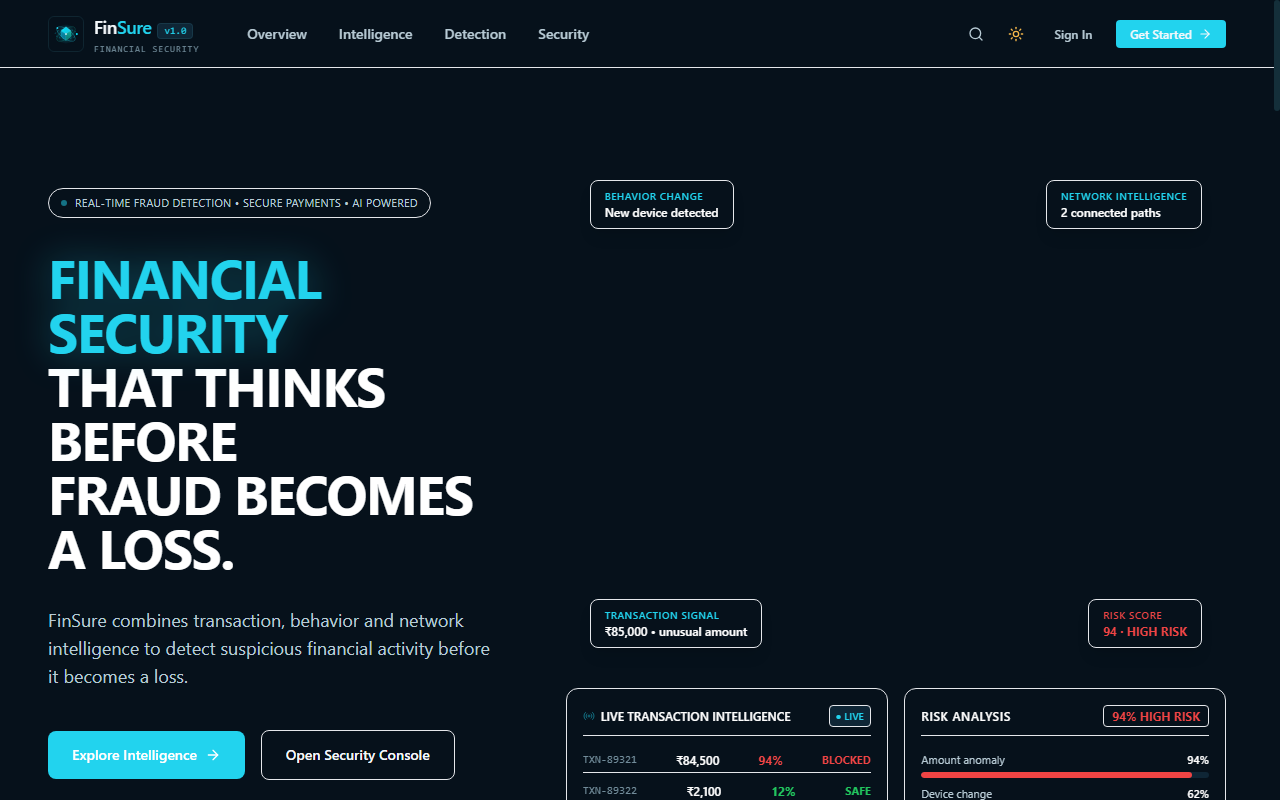 FinSure v1.0
FINANCIAL SECURITY
Overview
Intelligence
Detection
Security
Sign In
Get Started
REAL-TIME FRAUD DETECTION • SECURE PAYMENTS • AI POWERED
FINANCIAL
SECURITY
THAT THINKS
BEFORE
FRAUD BECOMES
A LOSS.
FinSure combines transaction, behavior and network
intelligence to detect suspicious financial activity before
it becomes a loss.
Explore Intelligence
Open Security Console
BEHAVIOR CHANGE
New device detected
NETWORK INTELLIGENCE
2 connected paths
TRANSACTION SIGNAL
₹85,000 • unusual amount
RISK SCORE
94 · HIGH RISK
LIVE TRANSACTION INTELLIGENCE
• LIVE
TXN-89321 ₹84,500 94% BLOCKED
TXN-89322 ₹2,100 12% SAFE
RISK ANALYSIS
94% HIGH RISK
Amount anomaly 94%
Device change 62%